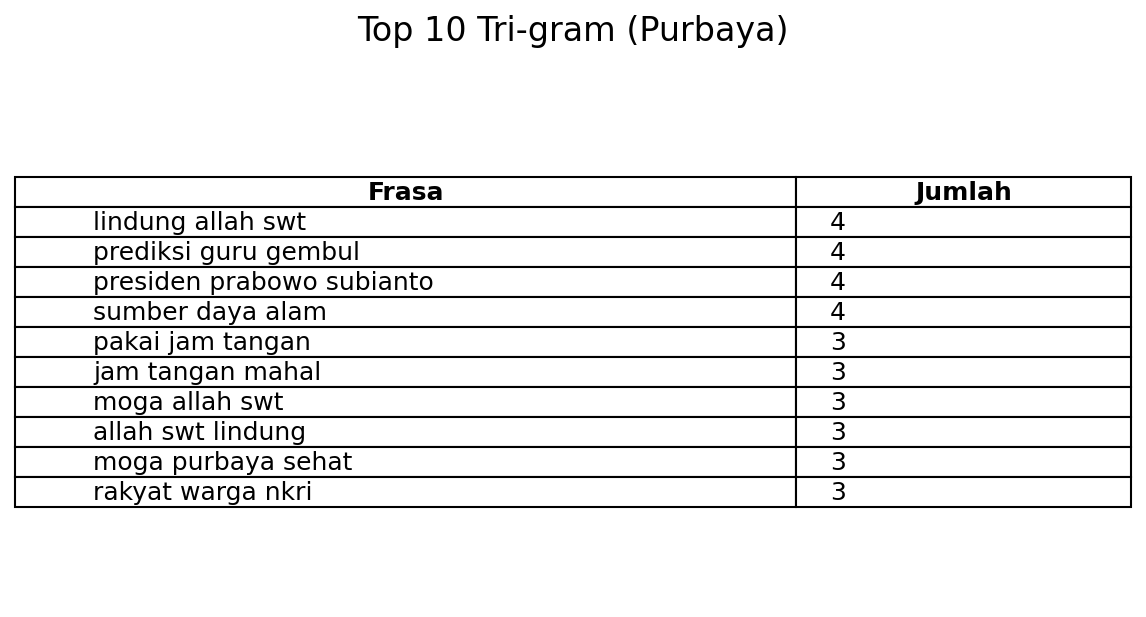 Top 10 Tri-gram (Purbaya)
Frasa Jumlah
lindung allah swt 4
prediksi guru gembul 4
presiden prabowo subianto 4
sumber daya alam 4
pakai jam tangan 3
jam tangan mahal 3
moga allah swt 3
allah swt lindung 3
moga purbaya sehat 3
rakyat warga nkri 3